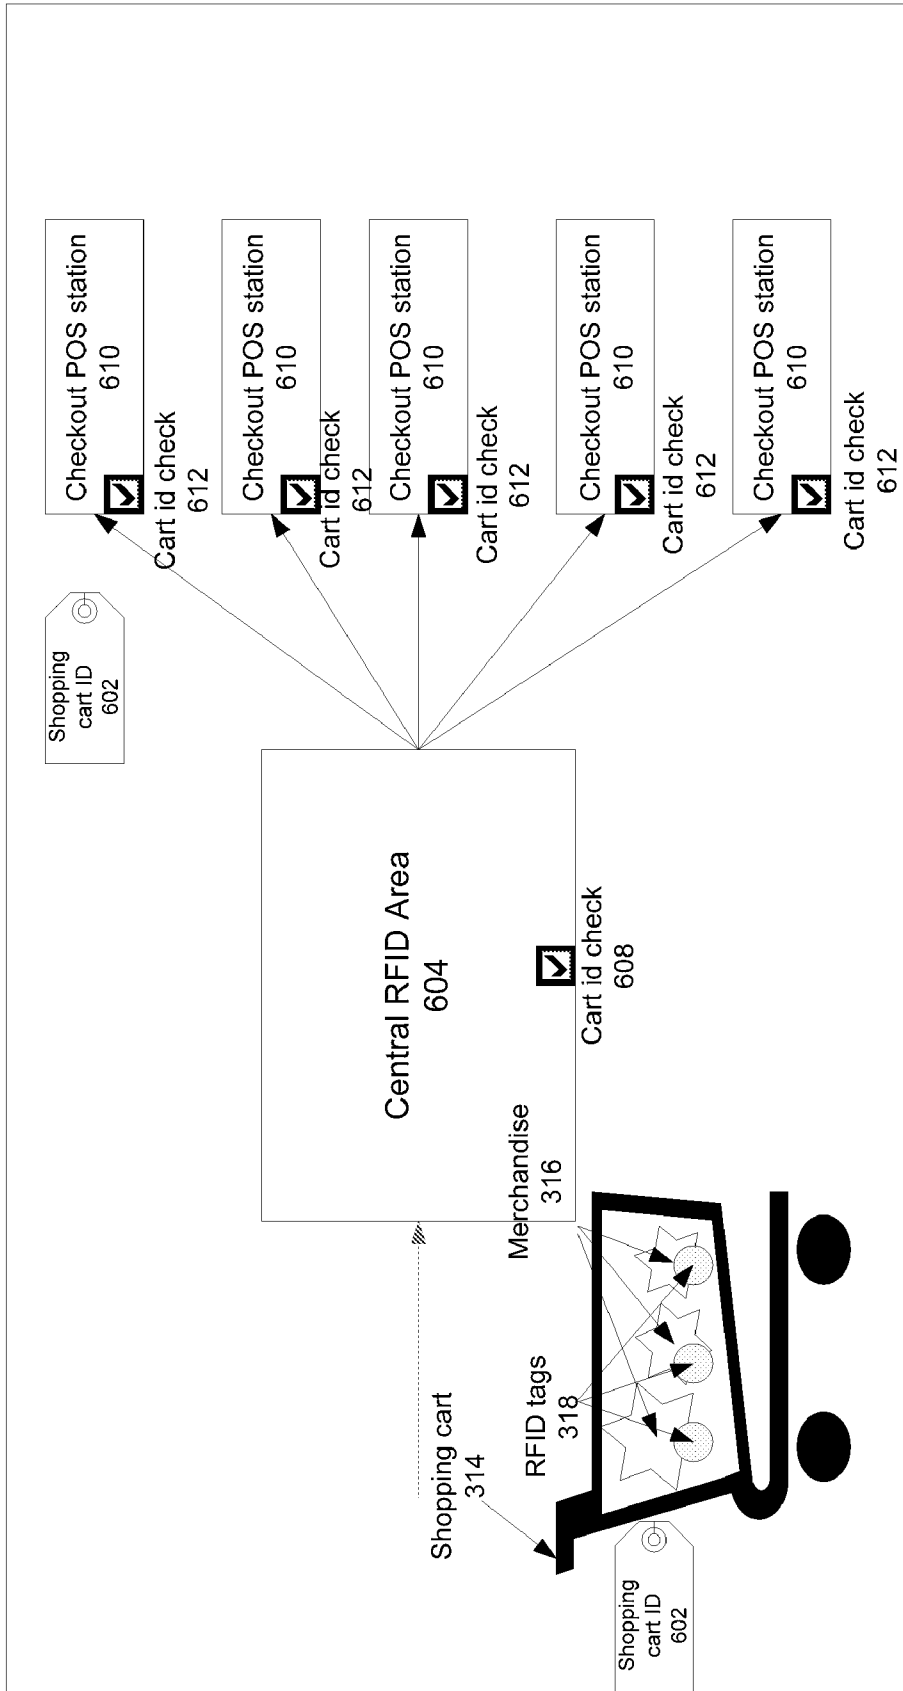 Shopping
cart ID
602
Checkout POS station
610
Cart id check
612
Checkout POS station
610
Cart id check
612
Checkout POS station
610
Cart id check
612
Checkout POS station
610
Cart id check
612
Checkout POS station
610
Cart id check
612
Central RFID Area
604
Cart id check
608
Merchandise
316
Shopping cart
314
RFID tags
318
Shopping
cart ID
602